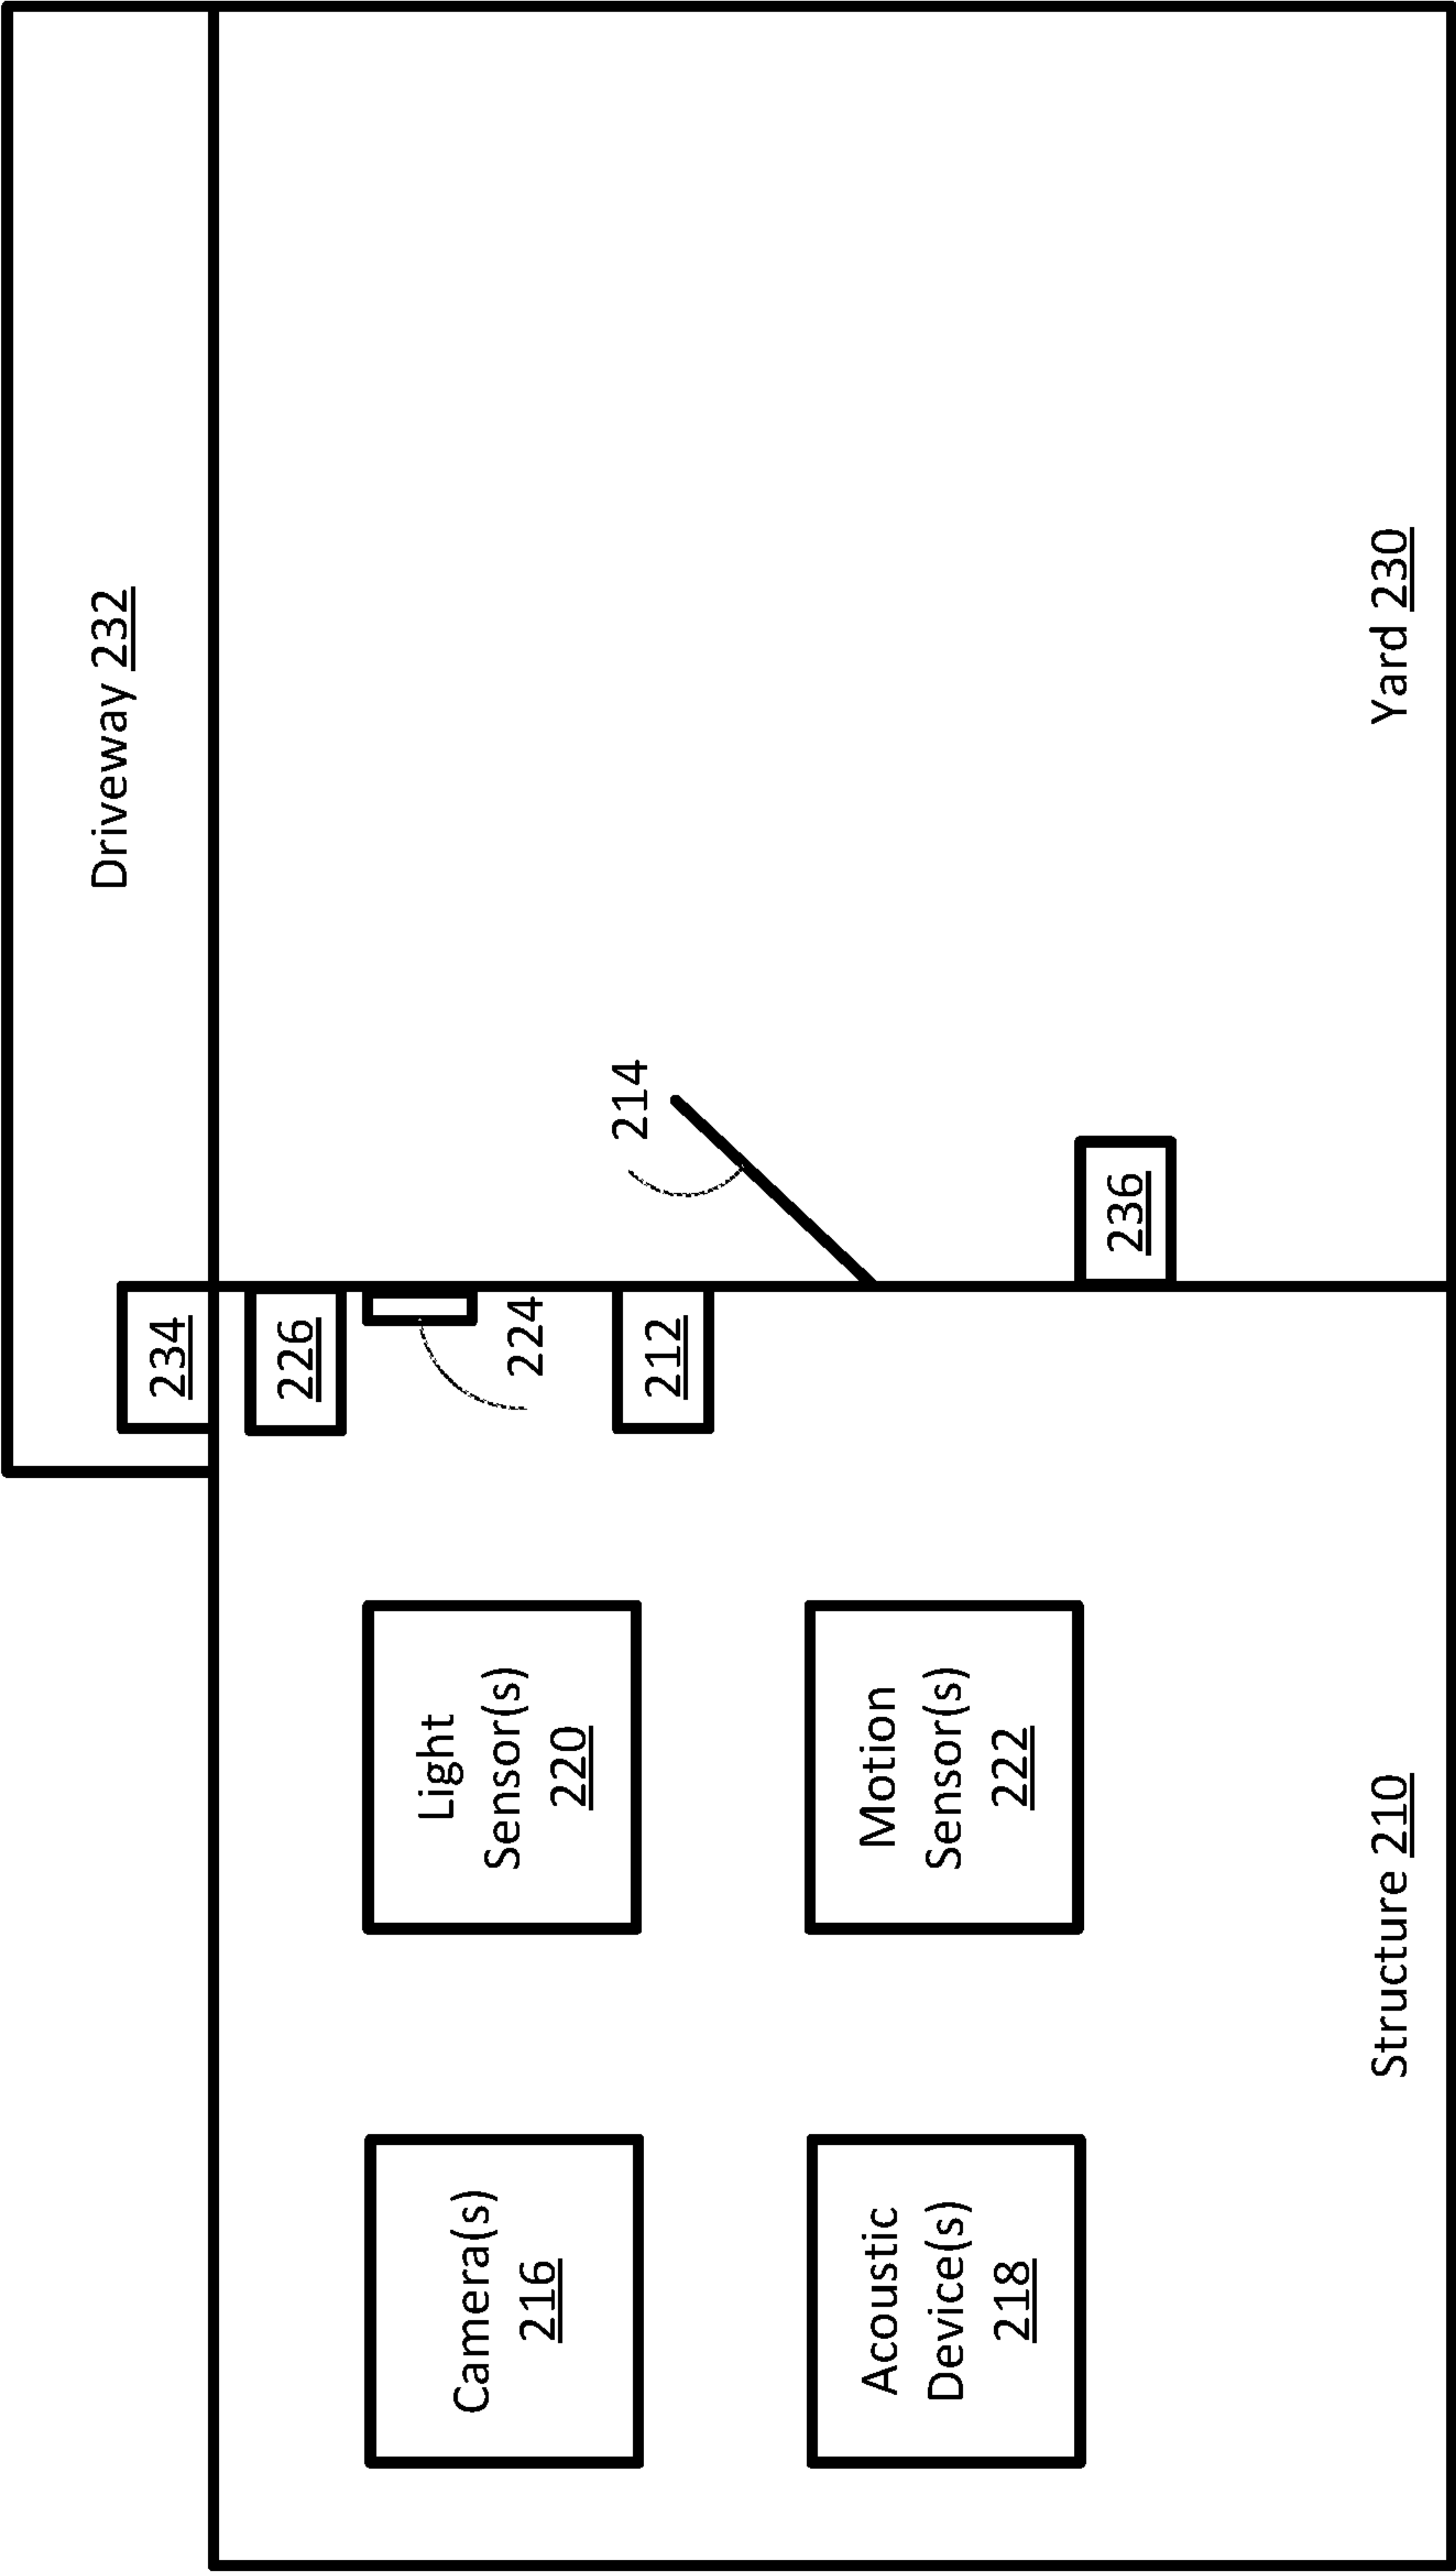 Driveway 232
234
226
224
212
214
236
Camera(s)
216
Light
Sensor(s)
220
Acoustic
Device(s)
218
Motion
Sensor(s)
222
Structure 210
Yard 230